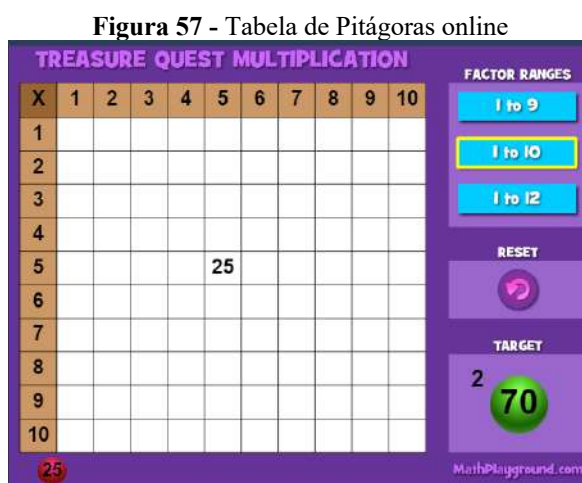 Figura 57 - Tabela de Pitágoras online
TREASURE QUEST MULTIPLICATION
X 1 2 3 4 5 6 7 8 9 10
1
2
3
4
5 25
6
7
8
9
10
25
FACTOR RANGES
1 to 9
1 to 10
1 to 12
RESET
TARGET
2 70
MathPlayground.com